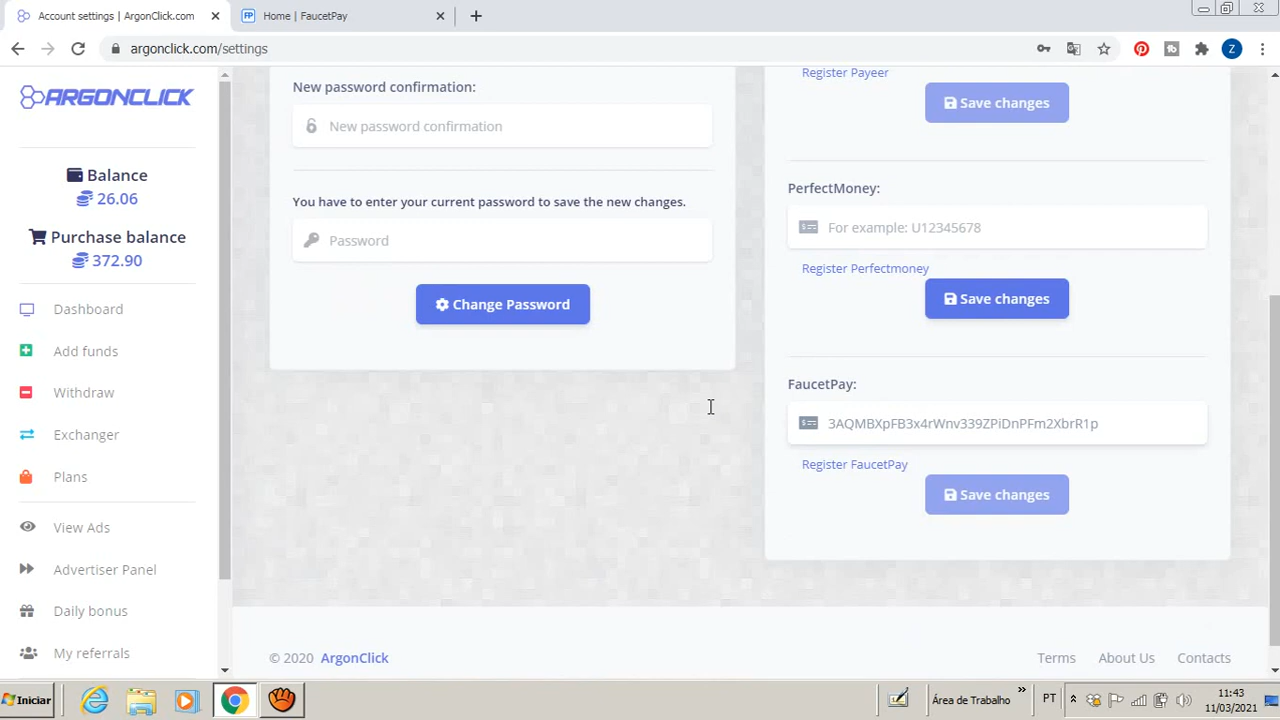 Account settings | ArgonClick.com
Home | FaucetPay
argonclick.com/settings
Z
ARGONCLICK
Balance
26.06
Purchase balance
372.90
Dashboard
Add funds
Withdraw
Exchanger
Plans
View Ads
Advertiser Panel
Daily bonus
My referrals
New password confirmation:
New password confirmation
You have to enter your current password to save the new changes.
Password
Change Password
Register Payeer
Save changes
PerfectMoney:
For example: U12345678
Register Perfectmoney
Save changes
FaucetPay:
3AQMBXpFB3x4rWnv339ZPiDnPFm2XbrR1p
Register FaucetPay
Save changes
© 2020 ArgonClick
Terms
About Us
Contacts
Iniciar
Área de Trabalho
PT
11:43
11/03/2021